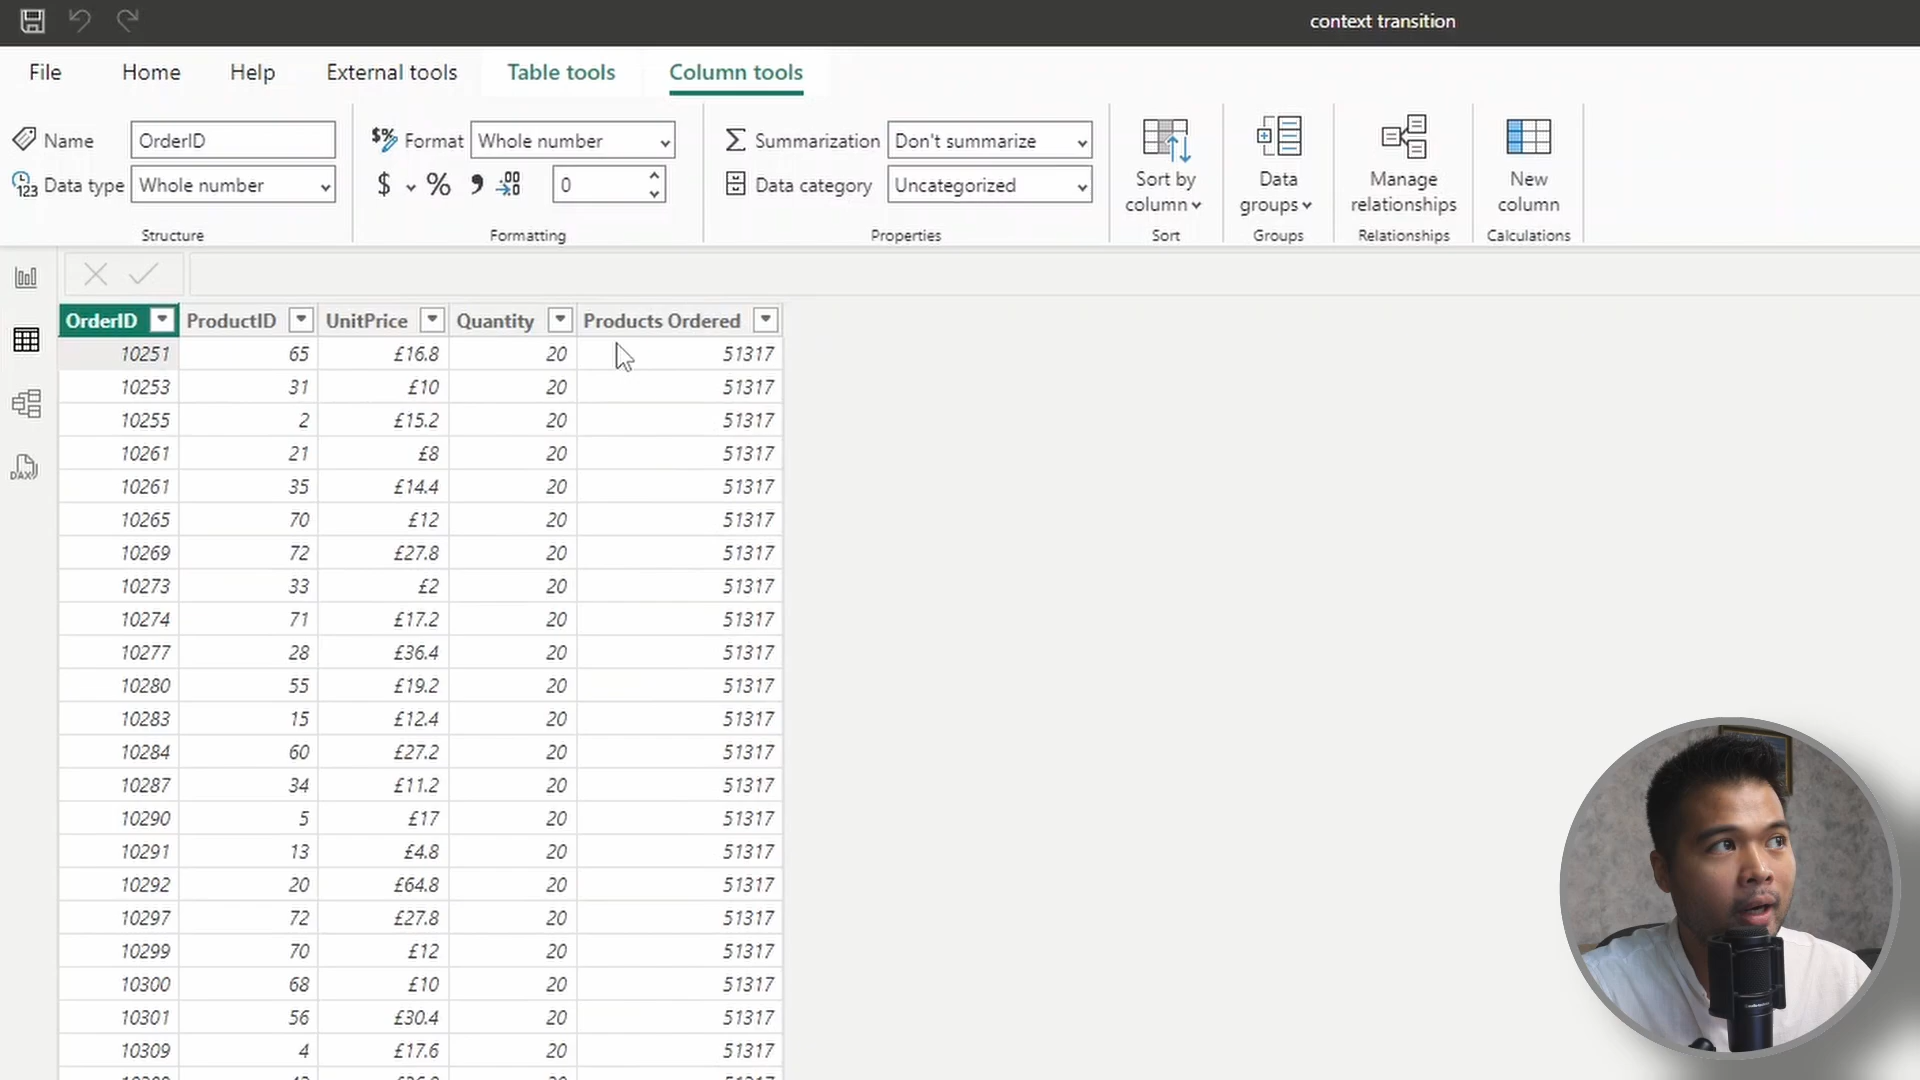 context transition
File Home Help External tools Table tools Column tools
Name OrderID
Data type Whole number
Structure
Format Whole number
$ % 0
Formatting
Summarization Don't summarize
Data category Uncategorized
Properties
Sort by column
Sort
Data groups
Groups
Manage relationships
Relationships
New column
Calculations
DAX
OrderID ProductID UnitPrice Quantity Products Ordered
10251 65 £16.8 20 51317
10253 31 £10 20 51317
10255 2 £15.2 20 51317
10261 21 £8 20 51317
10261 35 £14.4 20 51317
10265 70 £12 20 51317
10269 72 £27.8 20 51317
10273 33 £2 20 51317
10274 71 £17.2 20 51317
10277 28 £36.4 20 51317
10280 55 £19.2 20 51317
10283 15 £12.4 20 51317
10284 60 £27.2 20 51317
10287 34 £11.2 20 51317
10290 5 £17 20 51317
10291 13 £4.8 20 51317
10292 20 £64.8 20 51317
10297 72 £27.8 20 51317
10299 70 £12 20 51317
10300 68 £10 20 51317
10301 56 £30.4 20 51317
10309 4 £17.6 20 51317